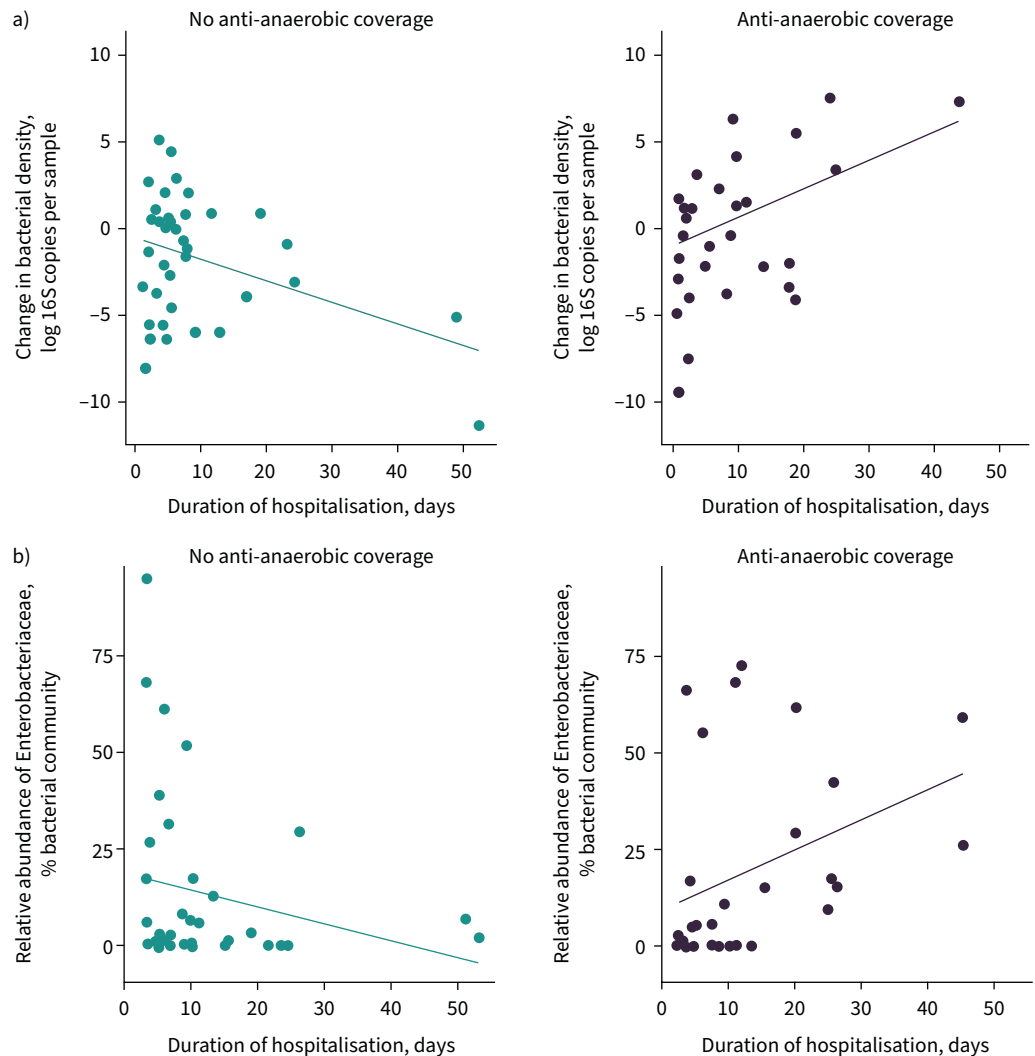 a)
No anti-anaerobic coverage
Anti-anaerobic coverage
Change in bacterial density,
log 16S copies per sample
10
5
0
–5
–10
0 10 20 30 40 50
Duration of hospitalisation, days
Change in bacterial density,
log 16S copies per sample
10
5
0
–5
–10
0 10 20 30 40 50
Duration of hospitalisation, days
b)
No anti-anaerobic coverage
Anti-anaerobic coverage
Relative abundance of Enterobacteriaceae,
% bacterial community
75
50
25
0
0 10 20 30 40 50
Duration of hospitalisation, days
Relative abundance of Enterobacteriaceae,
% bacterial community
75
50
25
0
0 10 20 30 40 50
Duration of hospitalisation, days